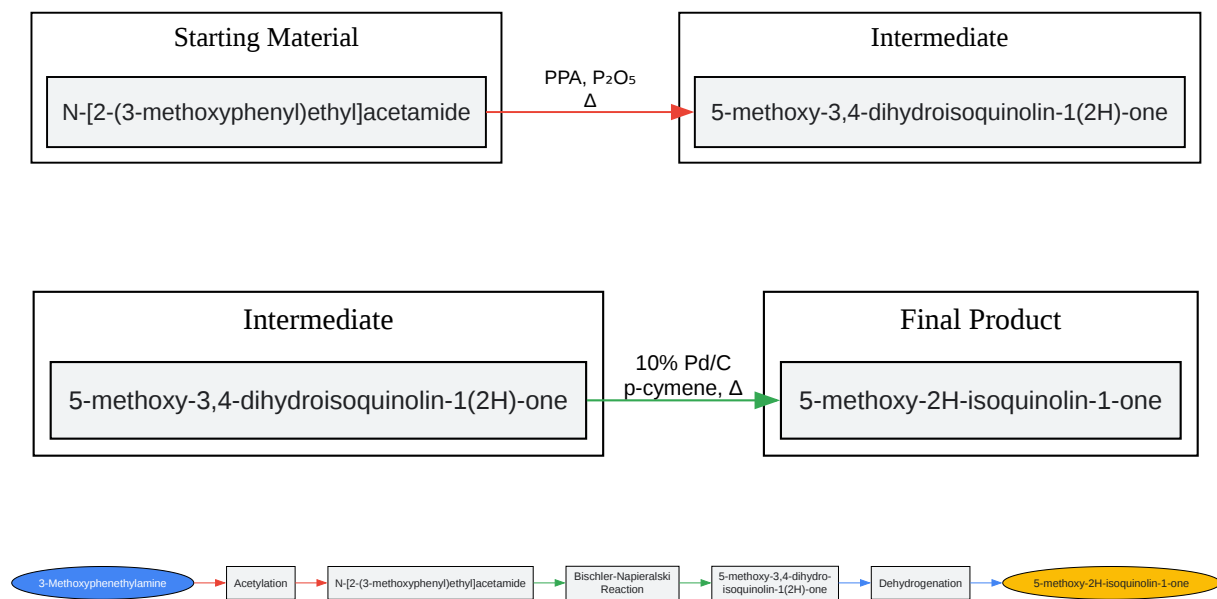 Starting Material
N-[2-(3-methoxyphenyl)ethyl]acetamide
PPA, P₂O₅
Δ
Intermediate
5-methoxy-3,4-dihydroisoquinolin-1(2H)-one
Intermediate
5-methoxy-3,4-dihydroisoquinolin-1(2H)-one
10% Pd/C
p-cymene, Δ
Final Product
5-methoxy-2H-isoquinolin-1-one
3-Methoxyphenethylamine
Acetylation
N-[2-(3-methoxyphenyl)ethyl]acetamide
Bischler-Napieralski
Reaction
5-methoxy-3,4-dihydro-
isoquinolin-1(2H)-one
Dehydrogenation
5-methoxy-2H-isoquinolin-1-one